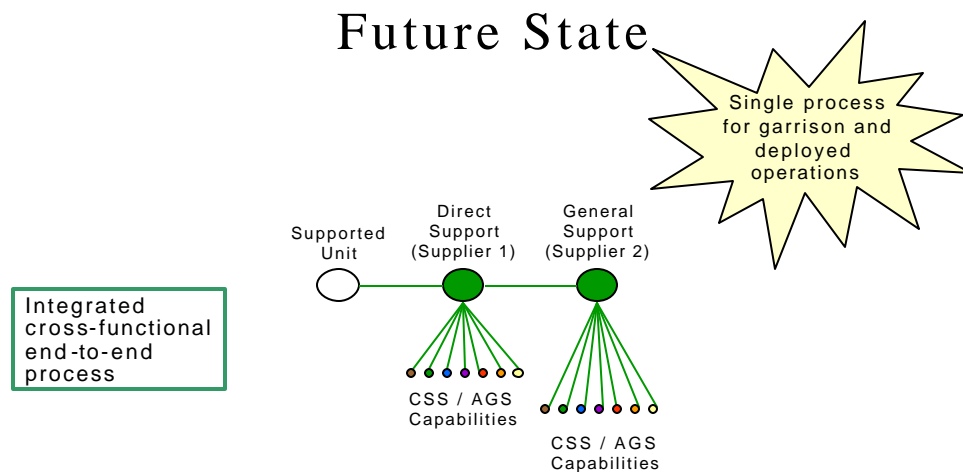 Future State
Single process
for garrison and
deployed
operations
Supported
Unit
Direct
Support
(Supplier 1)
General
Support
(Supplier 2)
Integrated
cross-functional
end-to-end
process
CSS / AGS
Capabilities
CSS / AGS
Capabilities